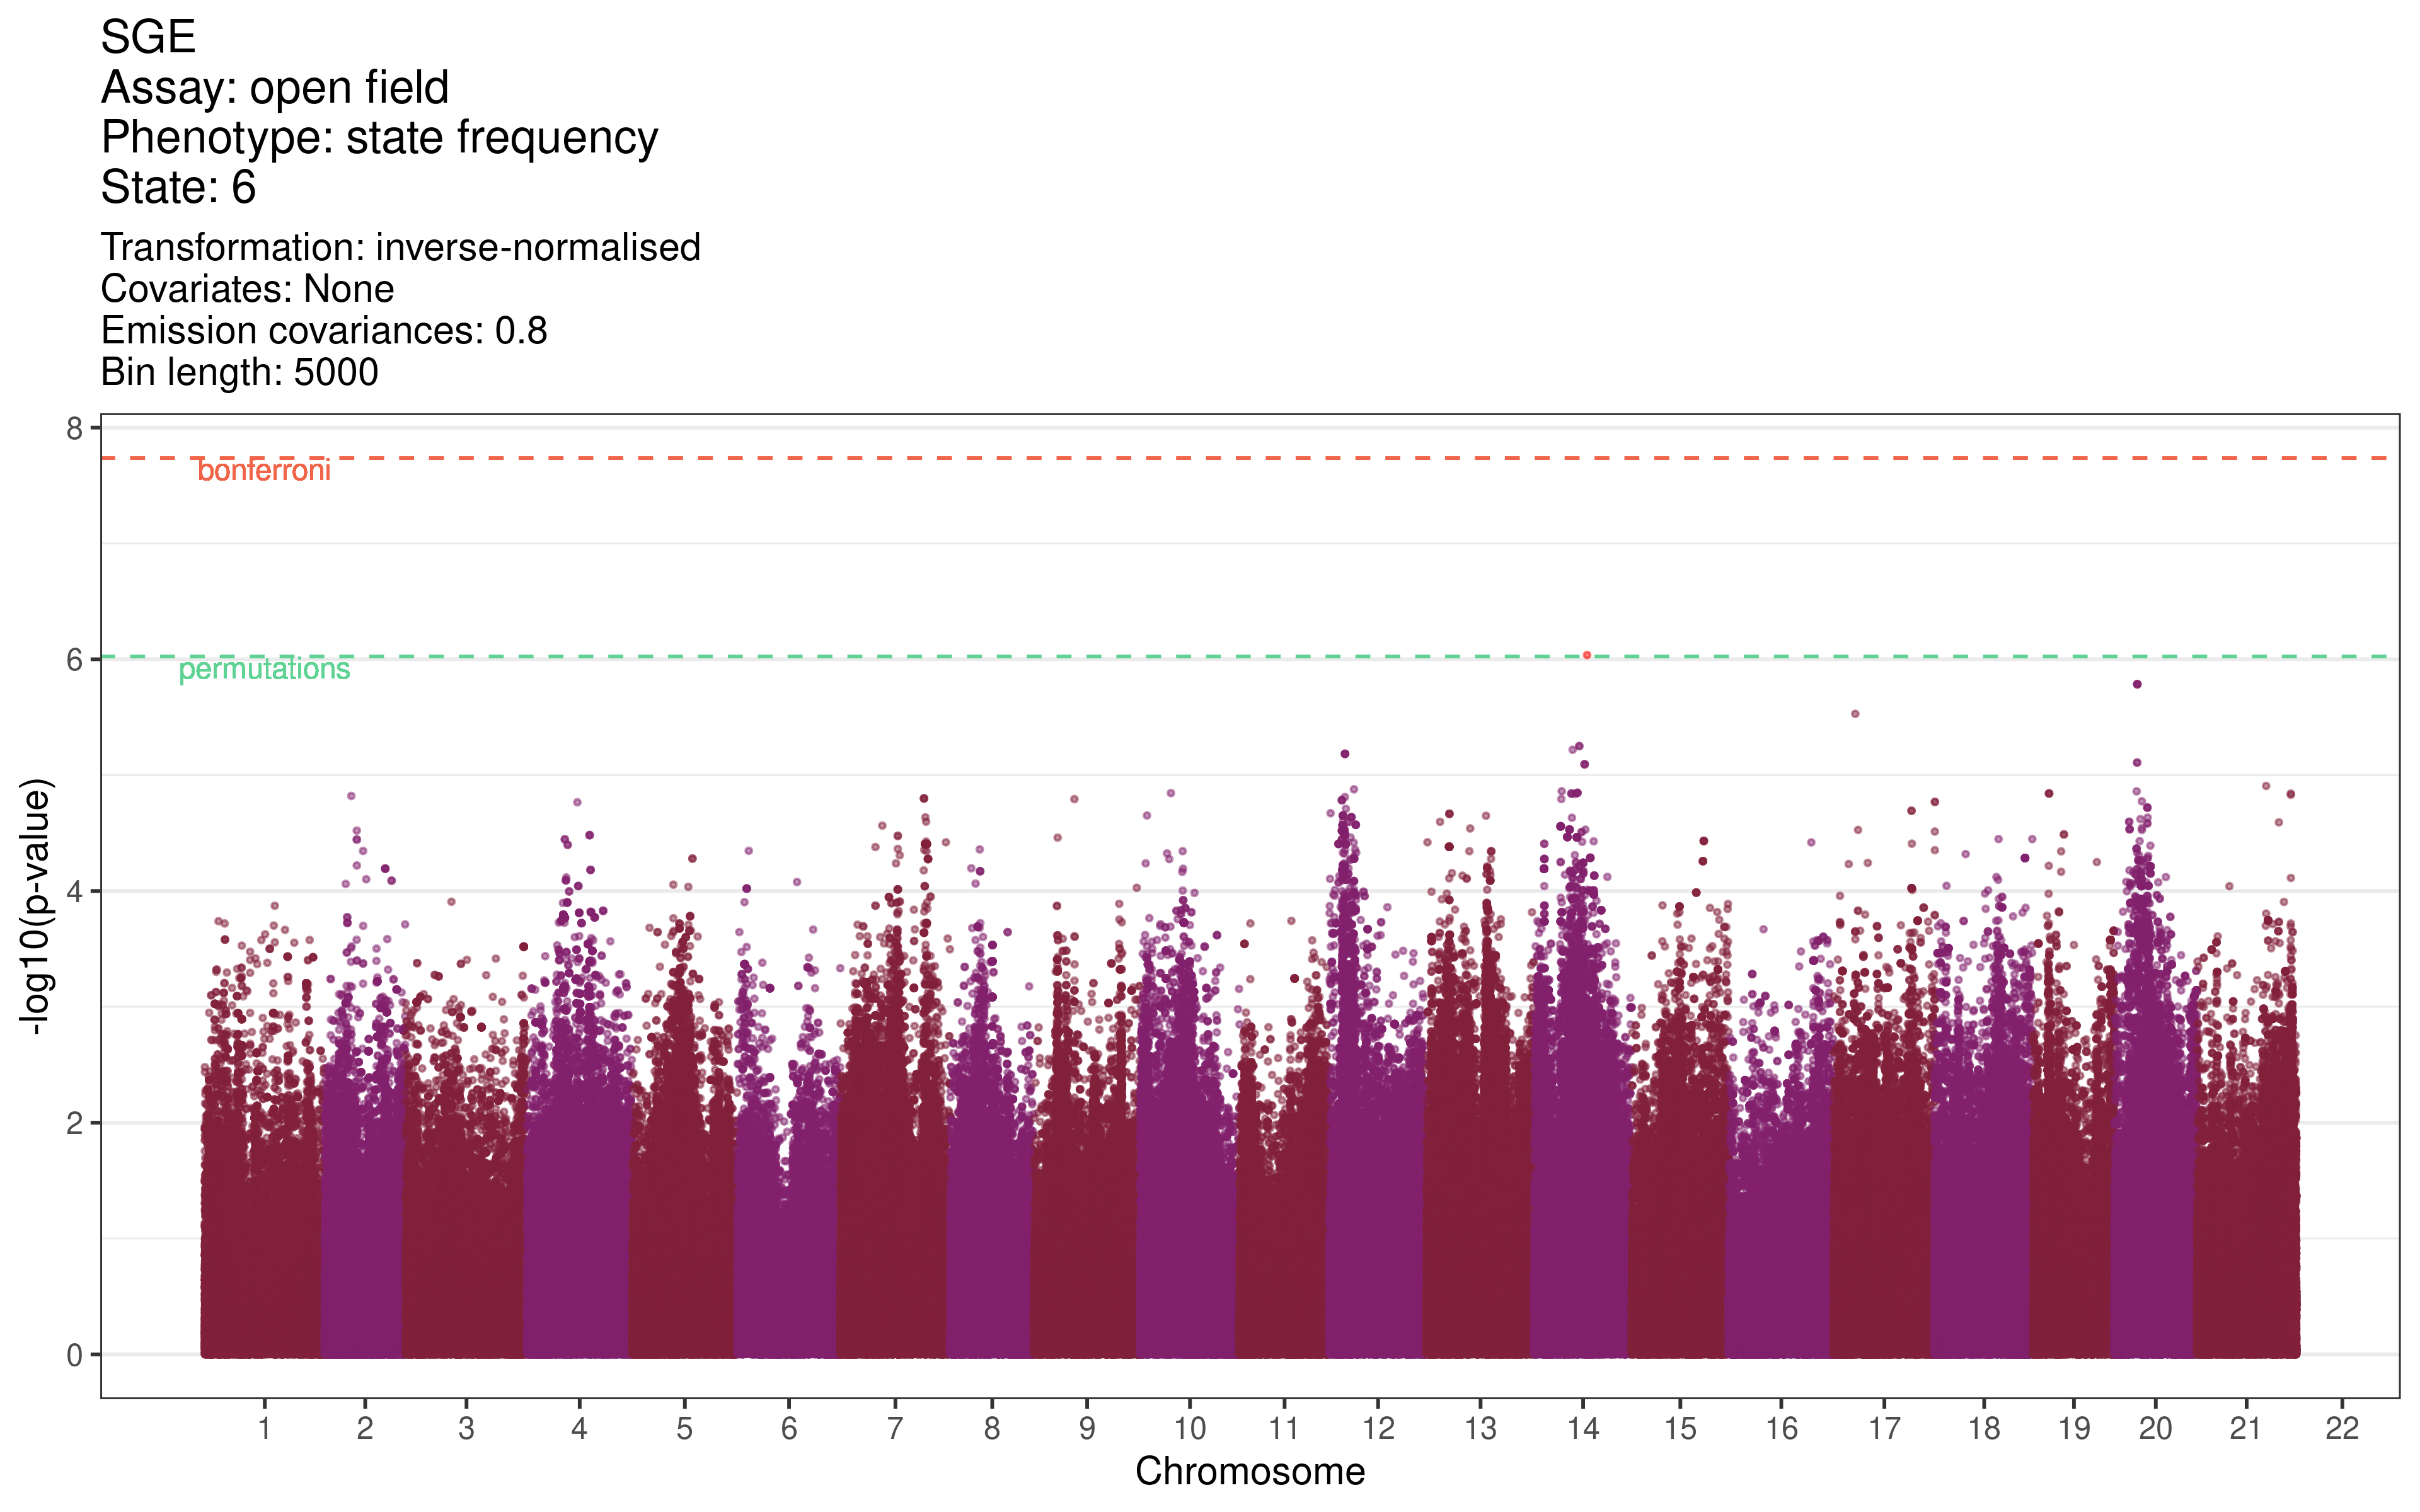 SGE
Assay: open field
Phenotype: state frequency
State: 6
Transformation: inverse-normalised
Covariates: None
Emission covariances: 0.8
Bin length: 5000
8
bonferroni
6
permutations
4
2
0
-log10(p-value)
1 2 3 4 5 6 7 8 9 10 11 12 13 14 15 16 17 18 19 20 21 22
Chromosome